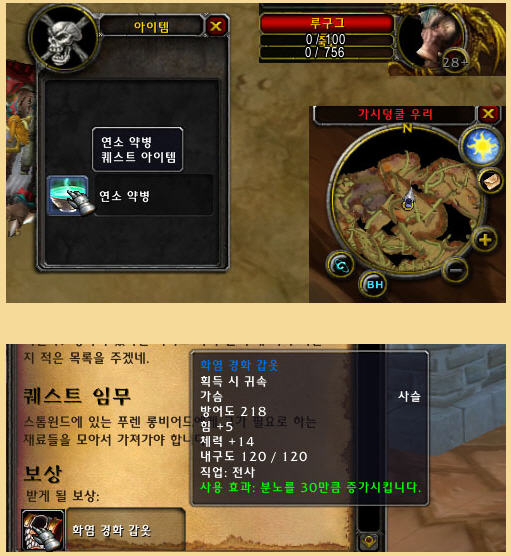 아이템
루구그
0 / 100
0 / 756
28+
연소 약병
퀘스트 아이템
연소 약병
가시덩쿨 우리
N
BH
지 적은 목록을 주겠네.
퀘스트 임무
스톰윈드에 있는 푸렌 롱비어드
필요로 하는
재료들을 모아서 가져가야 합니
보상
받게 될 보상:
화염 경화 갑옷
화염 경화 갑옷
획득 시 귀속
가슴 사슬
방어도 218
힘 +5
체력 +14
내구도 120 / 120
직업: 전사
사용 효과: 분노를 30만큼 증가시킵니다.